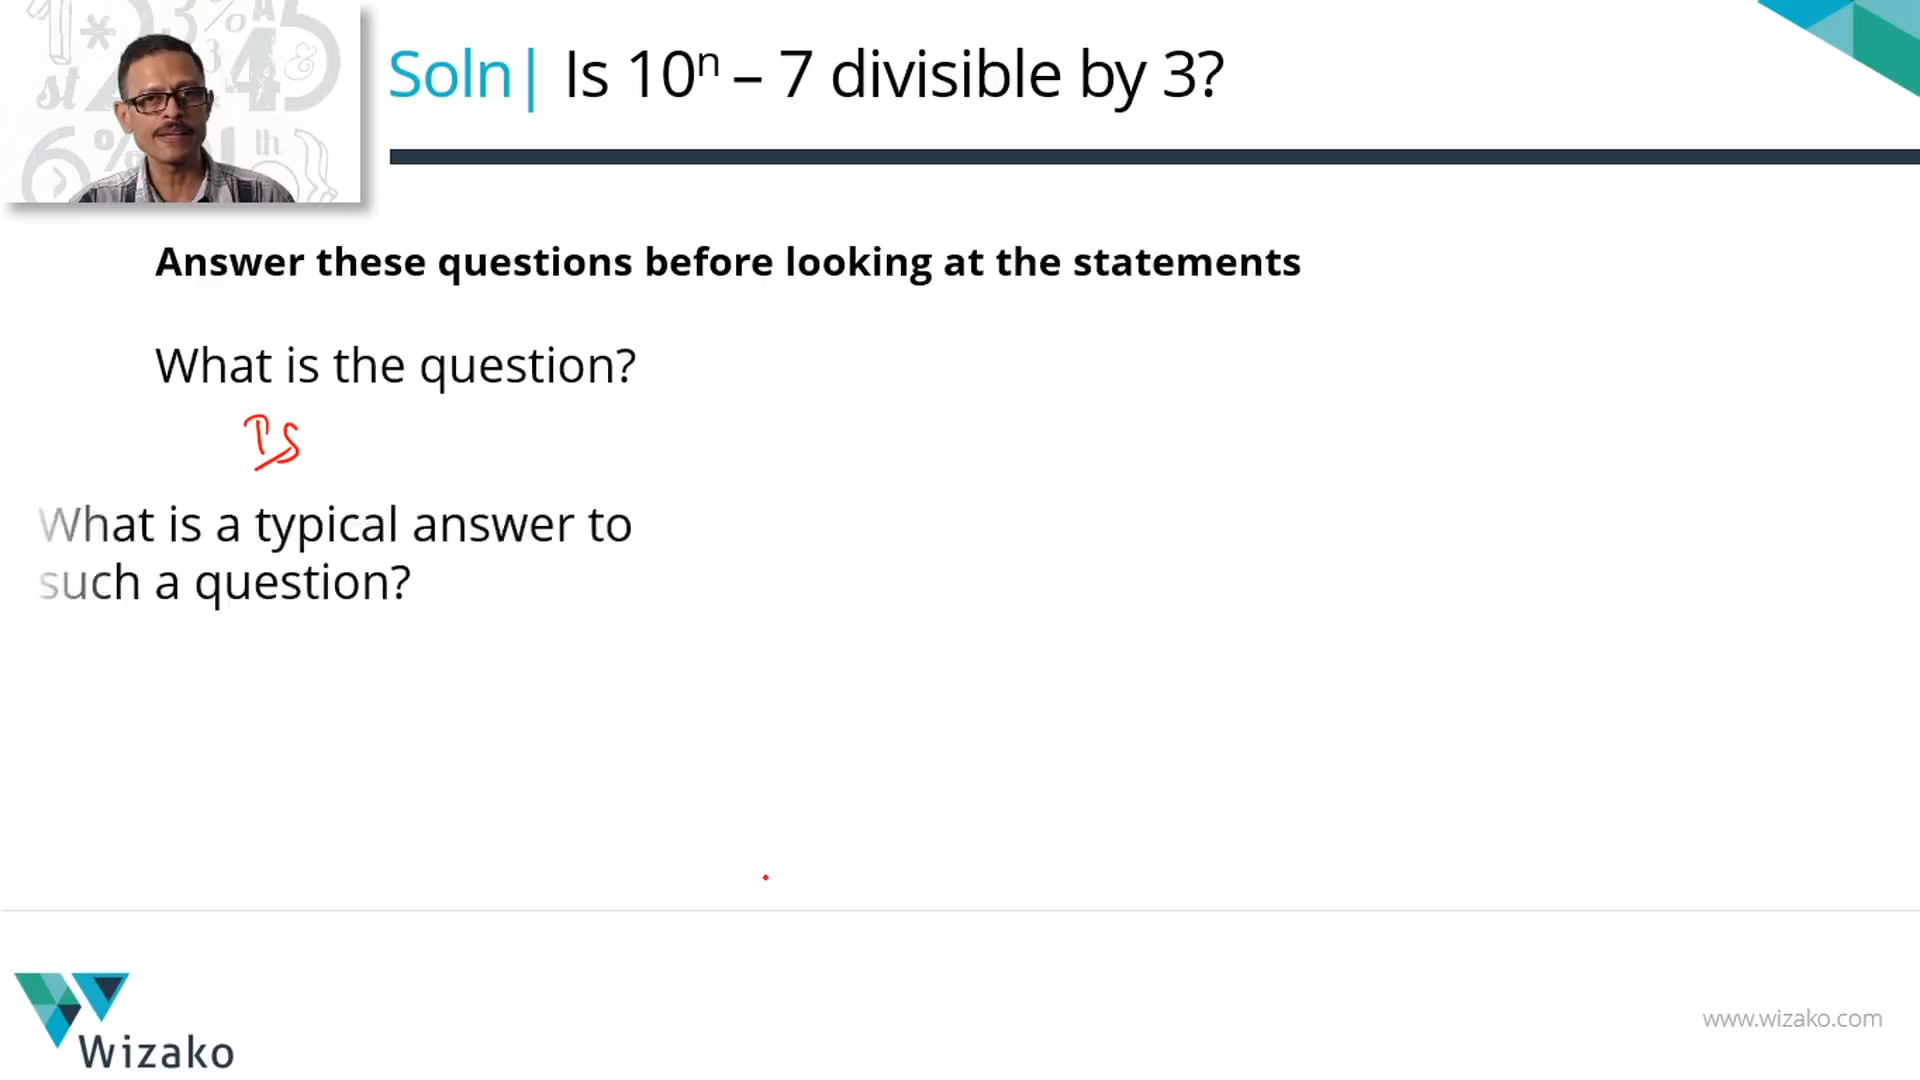 Soln| Is 10ⁿ – 7 divisible by 3?
Answer these questions before looking at the statements
What is the question?
Is
What is a typical answer to
such a question?
Wizako
www.wizako.com